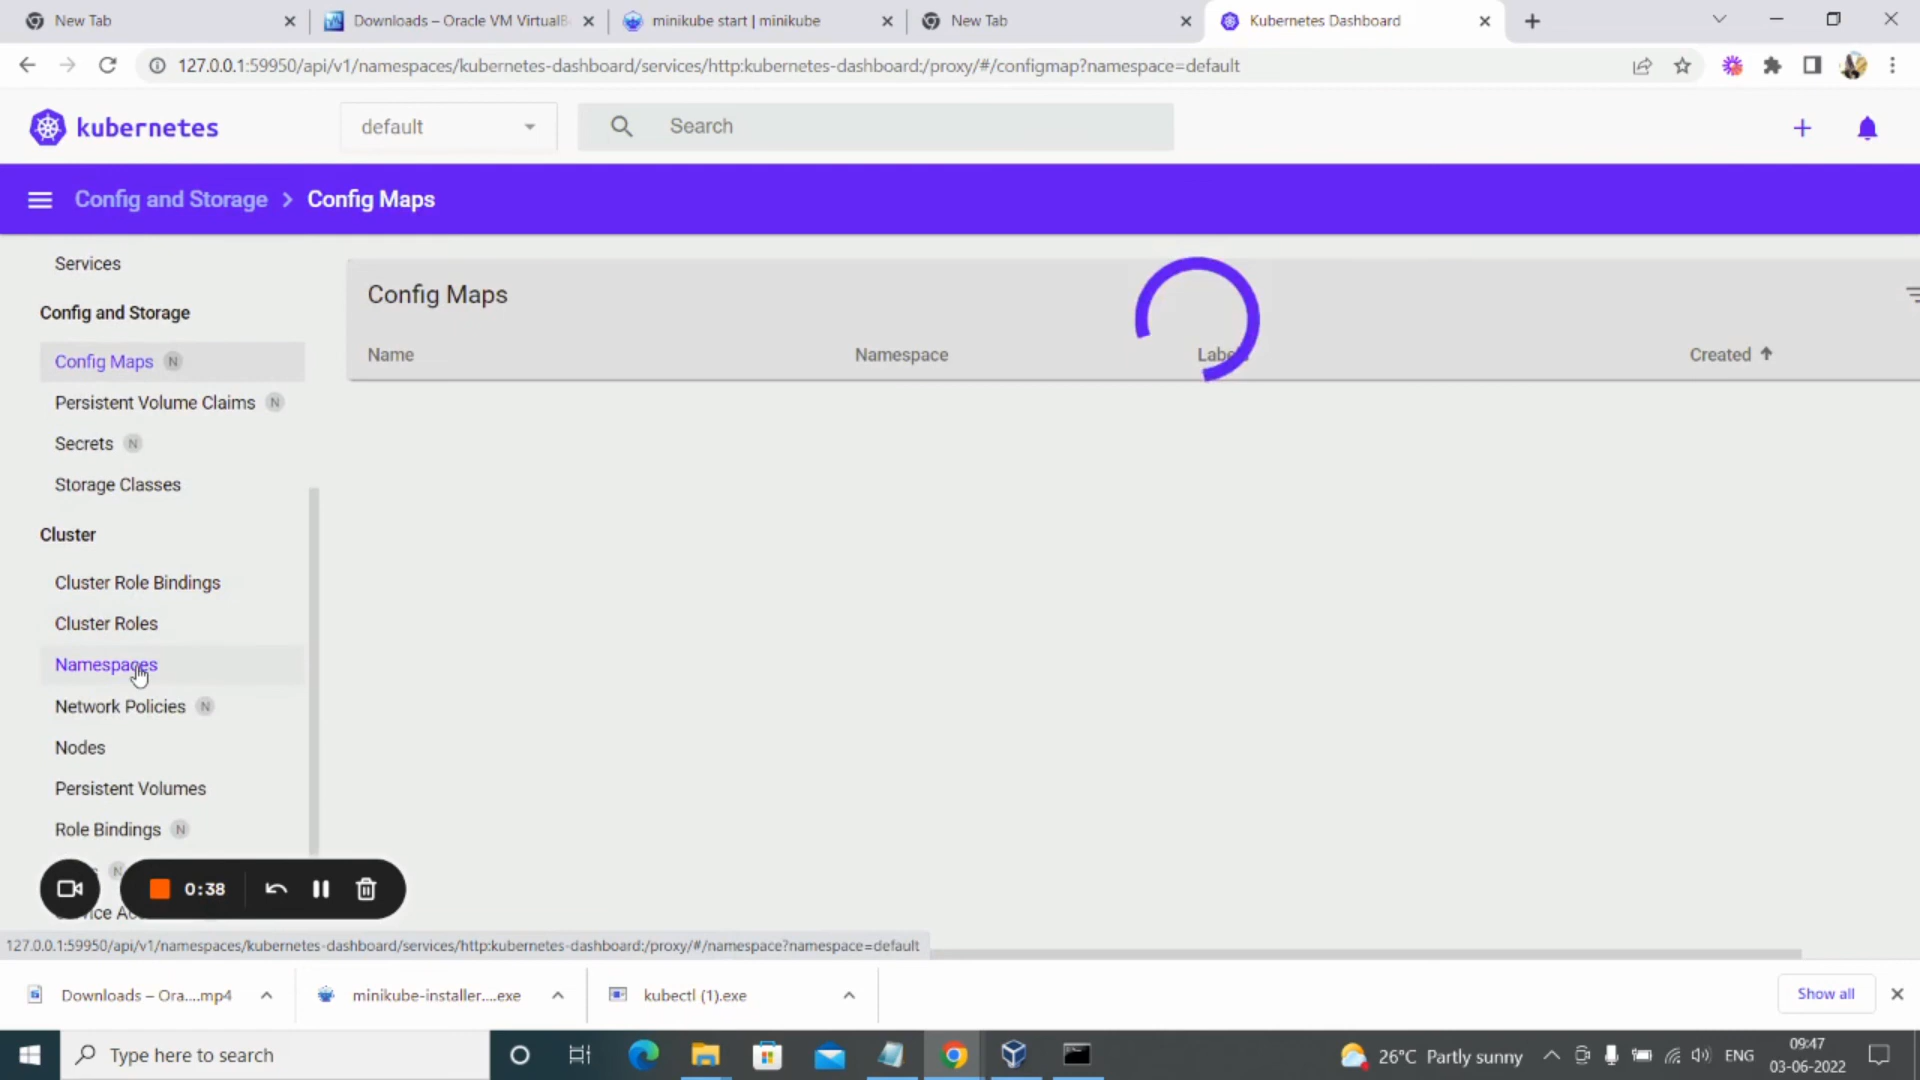 New Tab
Downloads – Oracle VM VirtualB
minikube start | minikube
New Tab
Kubernetes Dashboard
127.0.0.1:59950/api/v1/namespaces/kubernetes-dashboard/services/http:kubernetes-dashboard:/proxy/#/configmap?namespace=default
kubernetes
default
Search
Config and Storage > Config Maps
Services
Config and Storage
Config Maps N
Persistent Volume Claims N
Secrets N
Storage Classes
Cluster
Cluster Role Bindings
Cluster Roles
Namespaces
Network Policies N
Nodes
Persistent Volumes
Role Bindings N
N
Config Maps
Name
Namespace
Labels
Created
0:38
127.0.0.1:59950/api/v1/namespaces/kubernetes-dashboard/services/http:kubernetes-dashboard:/proxy/#/namespace?namespace=default
Downloads – Ora....mp4
minikube-installer....exe
kubectl (1).exe
Show all
Type here to search
26°C Partly sunny
ENG
09:47
03-06-2022